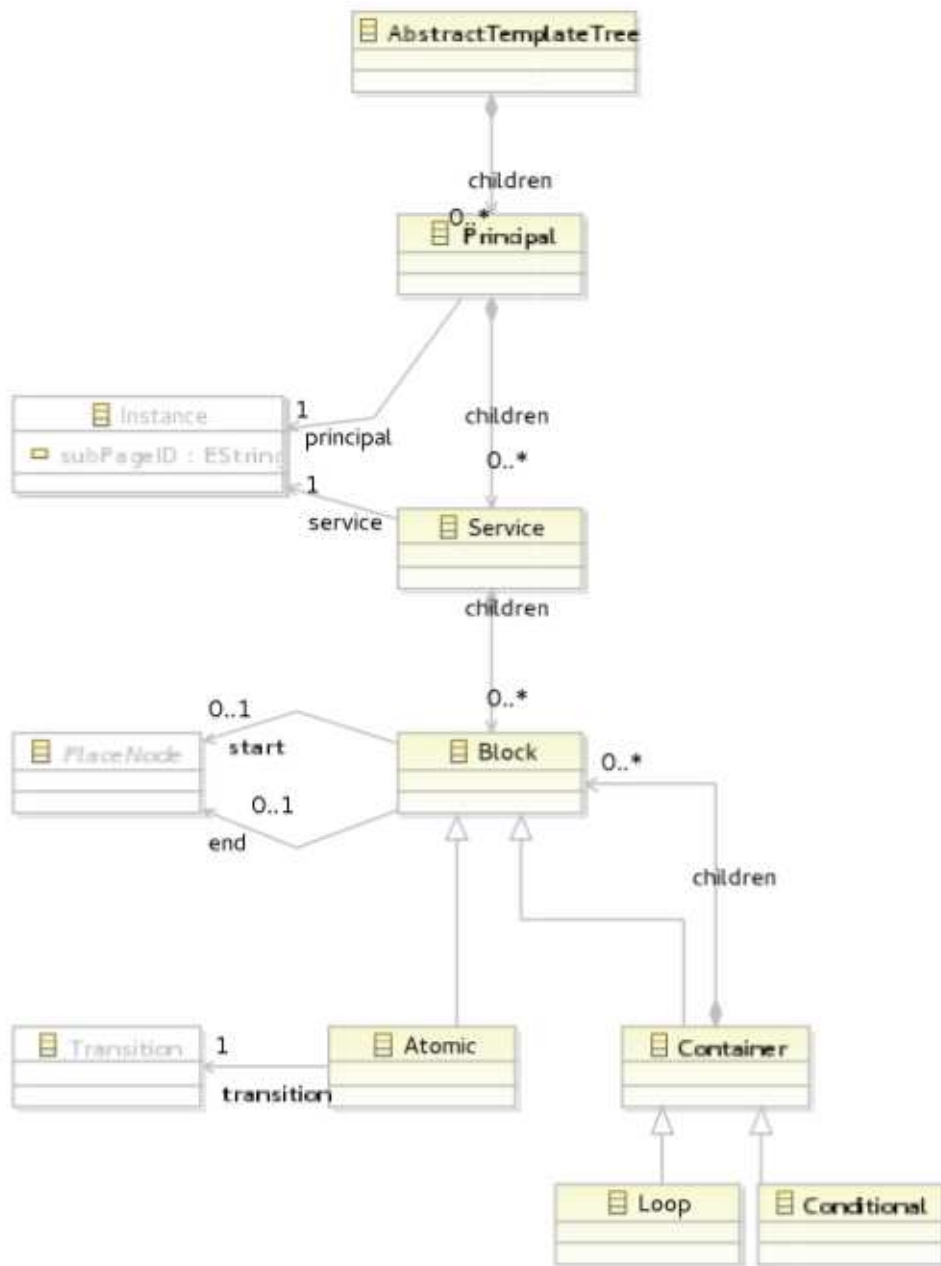 AbstractTemplateTree
children
0..*
Principal
Instance
subPageID : EString
1
principal
children
0..*
1
service
Service
children
0..*
0..1
start
PlaceNode
Block
0..*
0..1
end
children
Transition
1
transition
Atomic
Container
Loop
Conditional